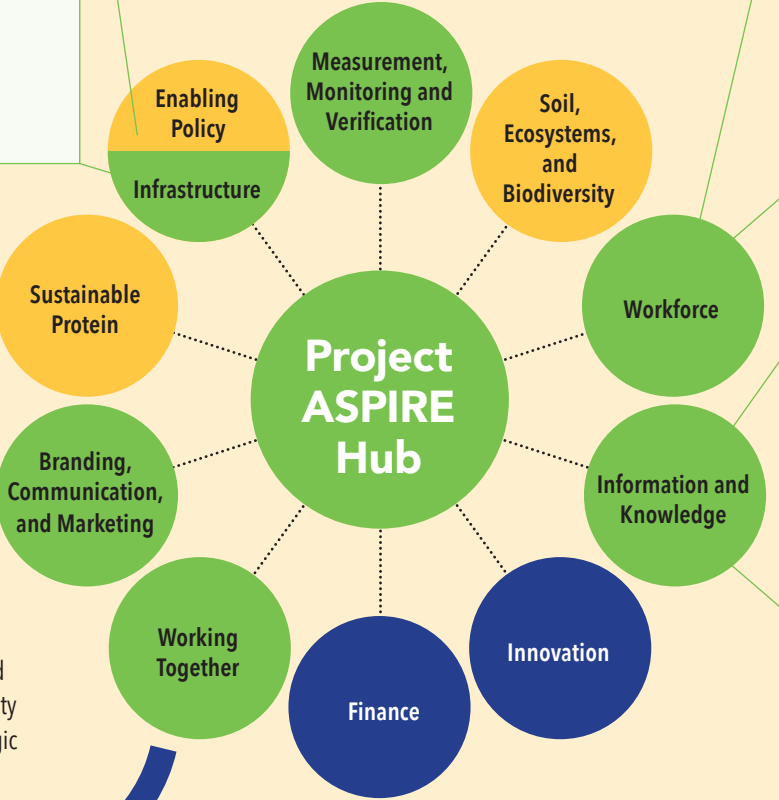 Measurement,
Monitoring and
Verification
Enabling
Policy
Infrastructure
Soil,
Ecosystems,
and
Biodiversity
Sustainable
Protein
Workforce
Project
ASPIRE
Hub
Branding,
Communication,
and Marketing
Information and
Knowledge
Working
Together
Innovation
Finance